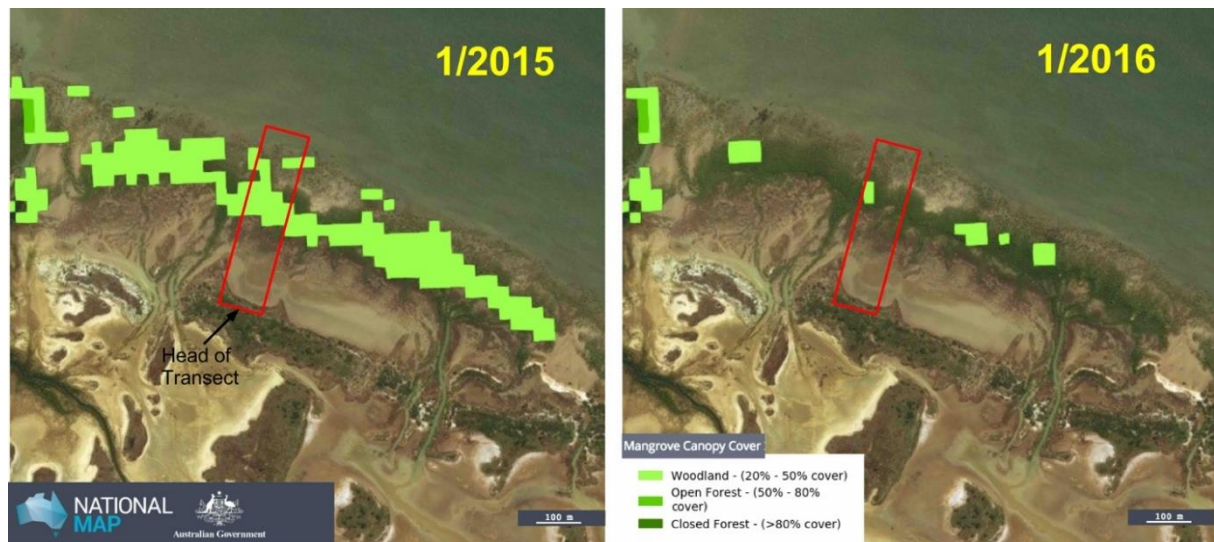 1/2015
Head of
Transect
NATIONAL
MAP
Australian Government
100 m
1/2016
Mangrove Canopy Cover
Woodland - (20% - 50% cover)
Open Forest - (50% - 80%
cover)
Closed Forest - (>80% cover)
100 m